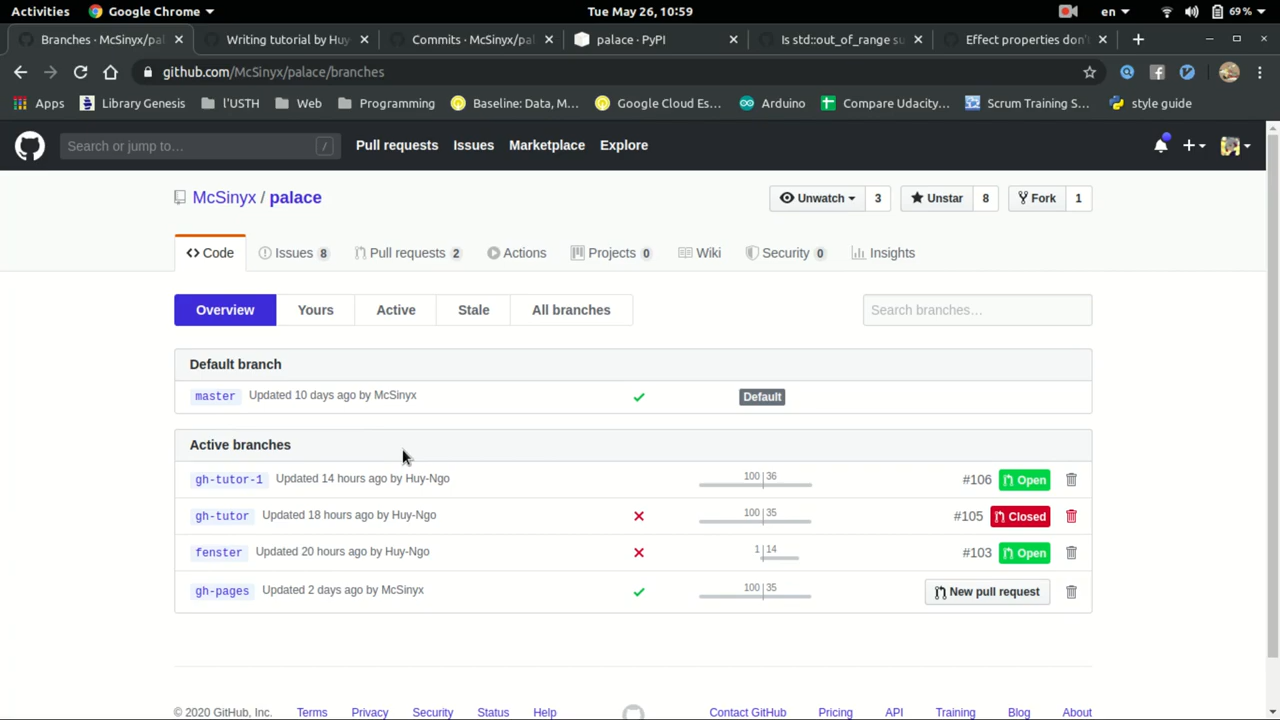 Activities Google Chrome Tue May 26, 10:59 en 69%
Branches · McSinyx/pal Writing tutorial by Huy Commits · McSinyx/pal palace · PyPI Is std::out_of_range su Effect properties don'
github.com/McSinyx/palace/branches
Apps Library Genesis l'USTH Web Programming Baseline: Data, M... Google Cloud Es... Arduino Compare Udacity... Scrum Training S... style guide
Search or jump to... / Pull requests Issues Marketplace Explore
McSinyx / palace Unwatch 3 Unstar 8 Fork 1
Code Issues 8 Pull requests 2 Actions Projects 0 Wiki Security 0 Insights
Overview Yours Active Stale All branches Search branches...
Default branch
master Updated 10 days ago by McSinyx Default
Active branches
gh-tutor-1 Updated 14 hours ago by Huy-Ngo 100 36 #106 Open
gh-tutor Updated 18 hours ago by Huy-Ngo 100 35 #105 Closed
fenster Updated 20 hours ago by Huy-Ngo 1 14 #103 Open
gh-pages Updated 2 days ago by McSinyx 100 35 New pull request
© 2020 GitHub, Inc. Terms Privacy Security Status Help Contact GitHub Pricing API Training Blog About